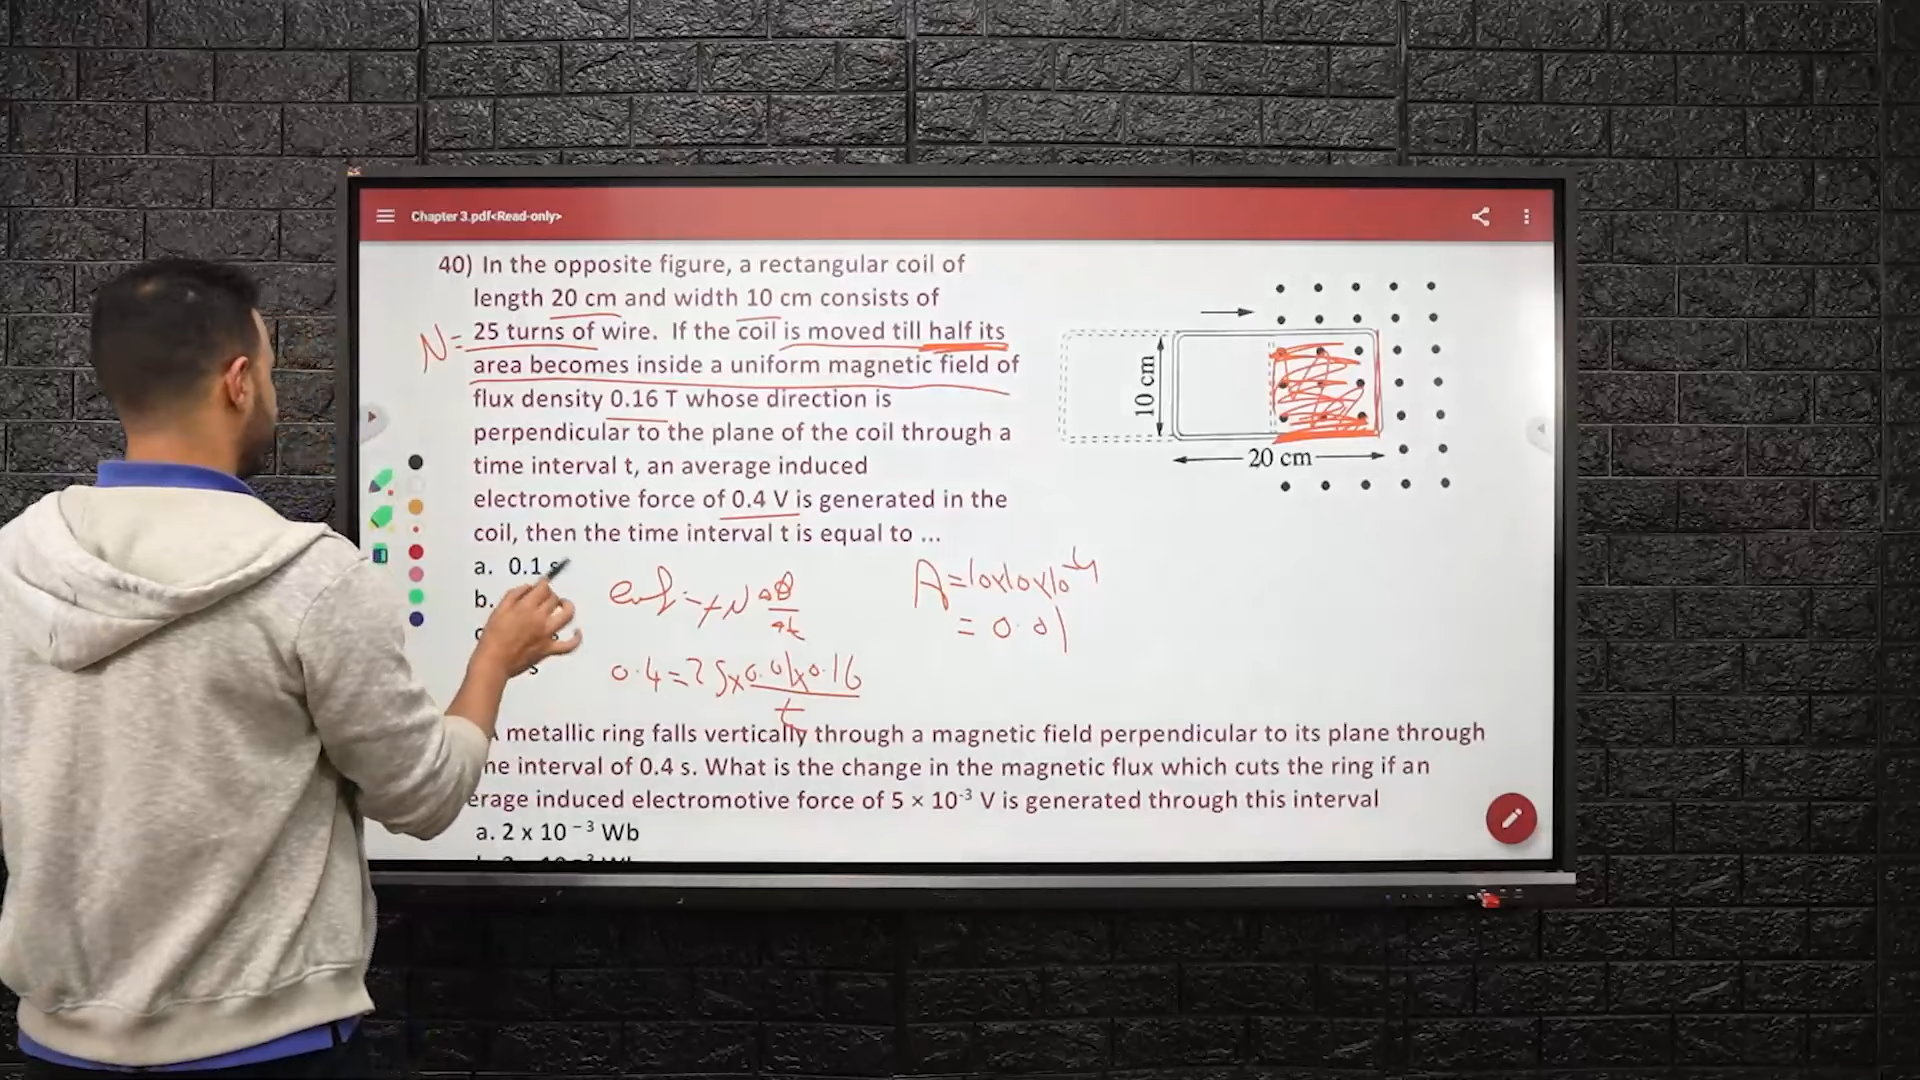 Chapter 3.pdf<Read-only>
40) In the opposite figure, a rectangular coil of
length 20 cm and width 10 cm consists of
N = 25 turns of wire. If the coil is moved till half its
area becomes inside a uniform magnetic field of
flux density 0.16 T whose direction is
perpendicular to the plane of the coil through a
time interval t, an average induced
electromotive force of 0.4 V is generated in the
coil, then the time interval t is equal to ...
10 cm
20 cm
a. 0.1 s
b.
s
emf = + N Δθ
Δt
0.4 = 25 x 0.01 x 0.16
t
A = 10x10x10⁻⁴
= 0.01
metallic ring falls vertically through a magnetic field perpendicular to its plane through
interval of 0.4 s. What is the change in the magnetic flux which cuts the ring if an
erage induced electromotive force of 5 × 10⁻³ V is generated through this interval
a. 2 x 10⁻³ Wb